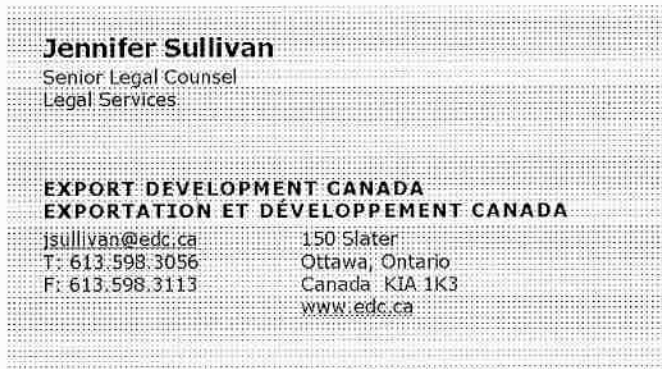 Jennifer Sullivan
Senior Legal Counsel
Legal Services
EXPORT DEVELOPMENT CANADA
EXPORTATION ET DÉVELOPPEMENT CANADA
jsullivan@edc.ca
T: 613.598.3056
F: 613.598.3113
150 Slater
Ottawa, Ontario
Canada KIA 1K3
www.edc.ca